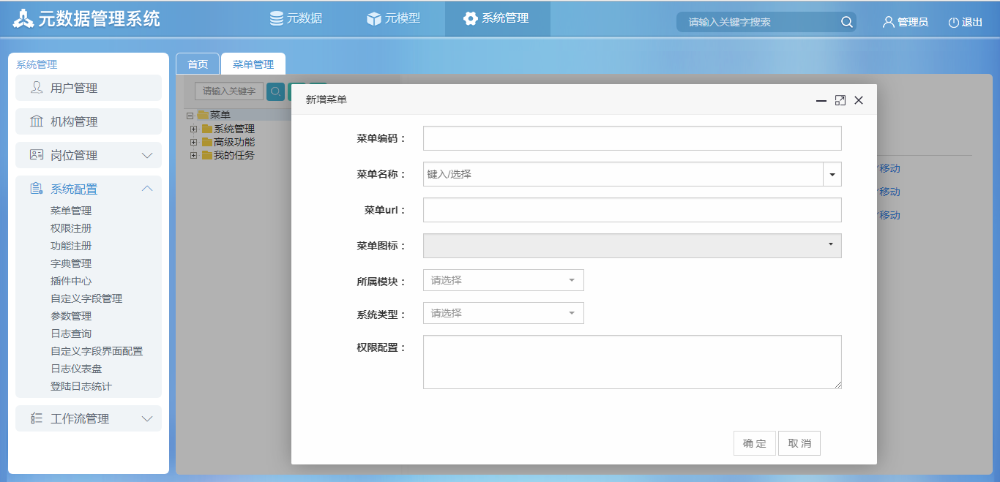 元数据管理系统
元数据
元模型
系统管理
请输入关键字搜索
管理员
退出
系统管理
用户管理
机构管理
岗位管理
系统配置
菜单管理
权限注册
功能注册
字典管理
插件中心
自定义字段管理
参数管理
日志查询
自定义字段界面配置
日志仪表盘
登陆日志统计
工作流管理
首页
菜单管理
请输入关键字
菜单
系统管理
高级功能
我的任务
移动
移动
移动
新增菜单
菜单编码：
菜单名称：
键入/选择
菜单url：
菜单图标：
所属模块：
请选择
系统类型：
请选择
权限配置：
确 定
取 消